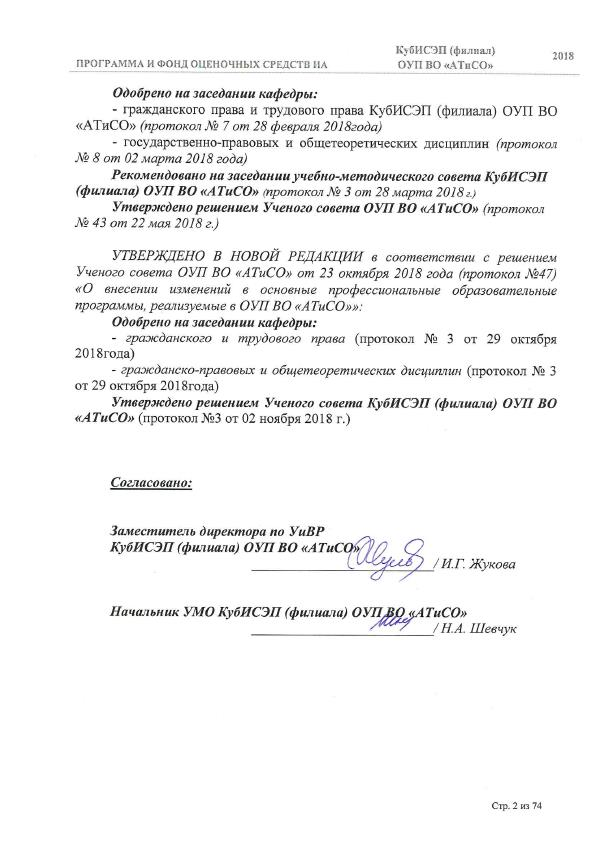 КубИСЭП (филиал)
2018
ПРОГРАММА И ФОНД ОЦЕНОЧНЫХ СРЕДСТВ ИА
ОУП ВО «АТиСО»
Одобрено на заседании кафедры:
- гражданского права и трудового права КубИСЭП (филиала) ОУП ВО
«АТиСО» (протокол № 7 от 28 февраля 2018года)
- государственно-правовых и общетеоретических дисциплин (протокол
№ 8 от 02 марта 2018 года)
Рекомендовано на заседании учебно-методического совета КубИСЭП
(филиала) ОУП ВО «АТиСО» (протокол № 3 от 28 марта 2018 г.)
Утверждено решением Ученого совета ОУП ВО «АТиСО» (протокол
№ 43 от 22 мая 2018 г.)
УТВЕРЖДЕНО В НОВОЙ РЕДАКЦИИ в соответствии с решением
Ученого совета ОУП ВО «АТиСО» от 23 октября 2018 года (протокол №47)
«О внесении изменений в основные профессиональные образовательные
программы, реализуемые в ОУП ВО «АТиСО»»:
Одобрено на заседании кафедры:
- гражданского и трудового права (протокол № 3 от 29 октября
2018года)
- гражданско-правовых и общетеоретических дисциплин (протокол № 3
от 29 октября 2018года)
Утверждено решением Ученого совета КубИСЭП (филиала) ОУП ВО
«АТиСО» (протокол №3 от 02 ноября 2018 г.)
Согласовано:
Заместитель директора по УиВР
КубИСЭП (филиала) ОУП ВО «АТиСО»
/ И.Г. Жукова
Начальник УМО КубИСЭП (филиала) ОУП ВО «АТиСО»
/ Н.А. Шевчук
Стр. 2 из 74